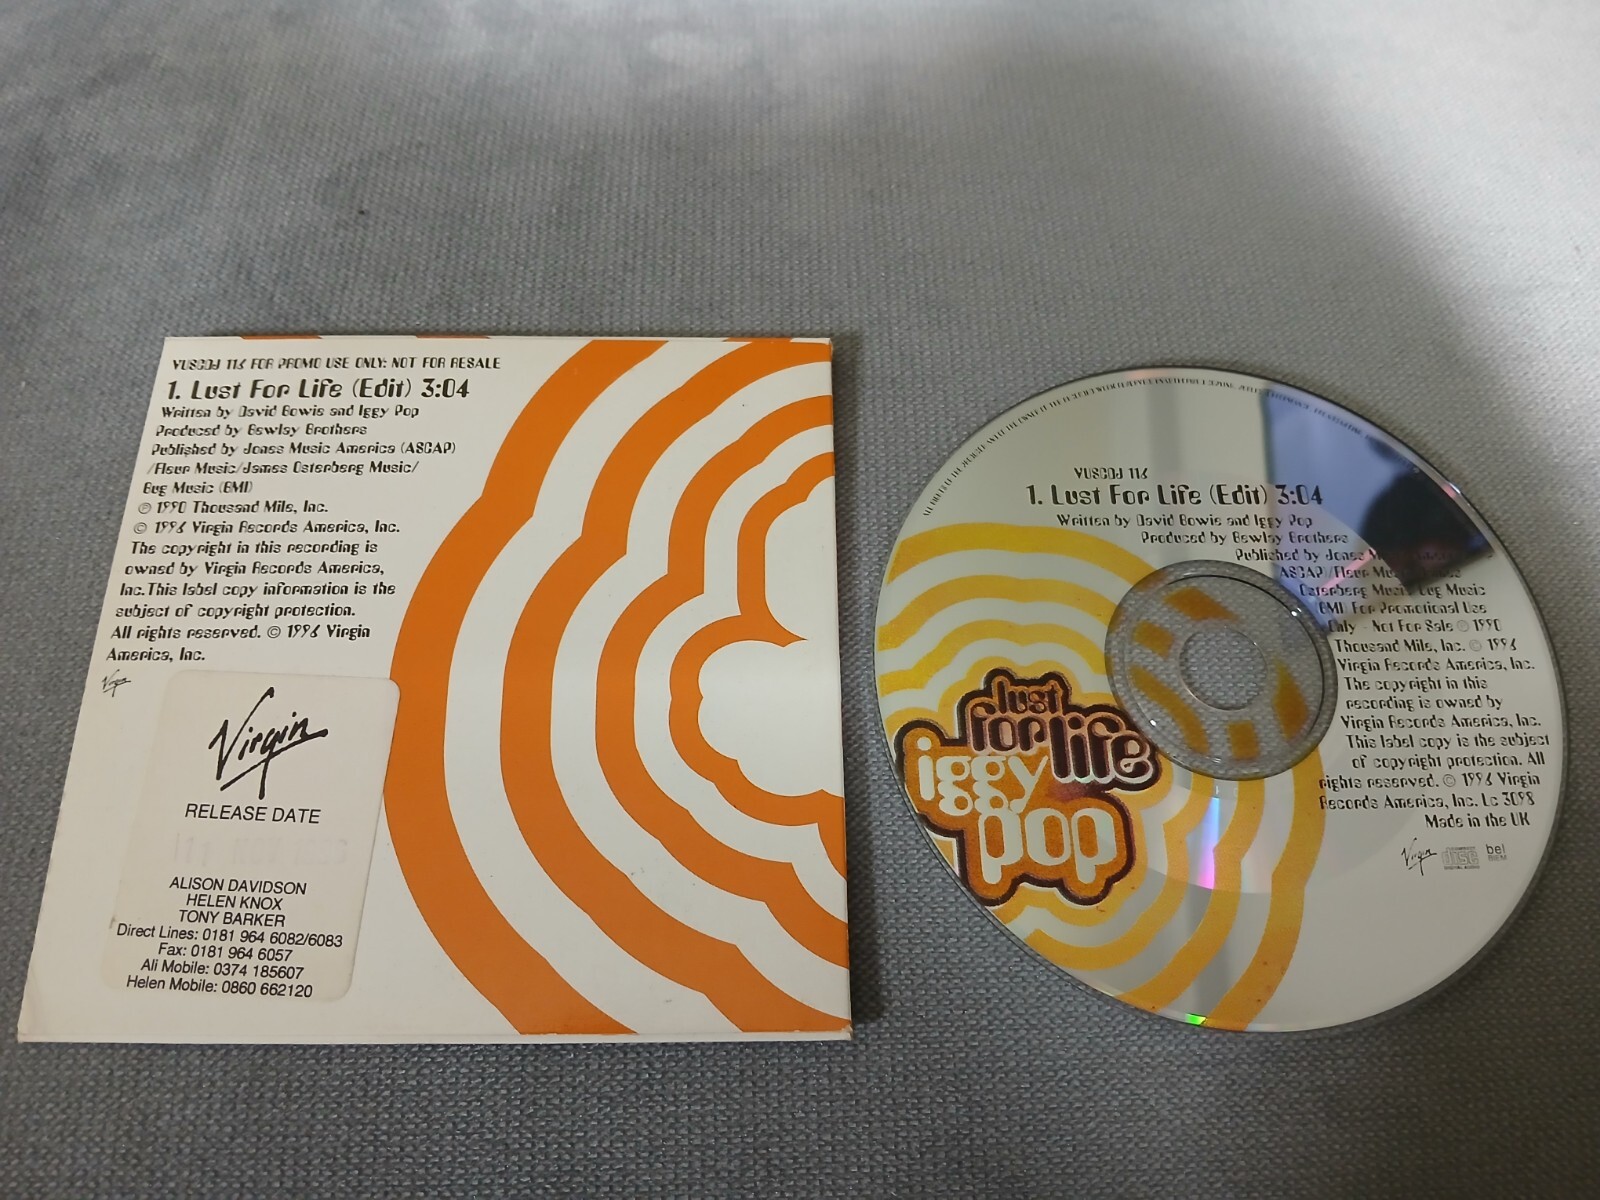 VUSCDJ 116 FOR PROMO USE ONLY: NOT FOR RESALE
1. Lust For Life (Edit) 3:04
Written by David Bowie and Iggy Pop
Produced by Bewlay Brothers
Published by Jones Music America (ASCAP)
/Fleur Music/James Osterberg Music/
Bug Music (BMI)
℗ 1990 Thousand Mile, Inc.
© 1996 Virgin Records America, Inc.
The copyright in this recording is
owned by Virgin Records America,
Inc. This label copy information is the
subject of copyright protection.
All rights reserved. © 1996 Virgin
America, Inc.
Virgin
Virgin
RELEASE DATE
ALISON DAVIDSON
HELEN KNOX
TONY BARKER
Direct Lines: 0181 964 6082/6083
Fax: 0181 964 6057
Ali Mobile: 0374 185607
Helen Mobile: 0860 662120
VUSCDJ 116
1. Lust For Life (Edit) 3:04
Written by David Bowie and Iggy Pop
Produced by Bewlay Brothers
Published by Jones Music
ASCAP)/Fleur Music/James
Osterberg Music/Bug Music
(BMI) For Promotional Use
Only - Not For Sale ℗ 1990
Thousand Mile, Inc. © 1996
Virgin Records America, Inc.
The copyright in this
recording is owned by
Virgin Records America, Inc.
This label copy is the subject
of copyright protection. All
rights reserved. © 1996 Virgin
Records America, Inc. Lc 3098
Made in the UK
Virgin
disc
bel
BIEM
lust
for life
iggy
pop